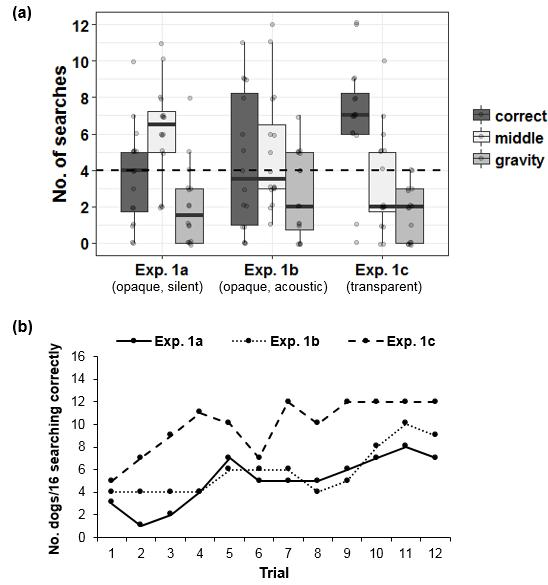 (a)
No. of searches
12
10
8
6
4
2
0
correct
middle
gravity
Exp. 1a Exp. 1b Exp. 1c
(opaque, silent) (opaque, acoustic) (transparent)
(b)
Exp. 1a Exp. 1b Exp. 1c
No. dogs/16 searching correctly
16
14
12
10
8
6
4
2
0
1 2 3 4 5 6 7 8 9 10 11 12
Trial